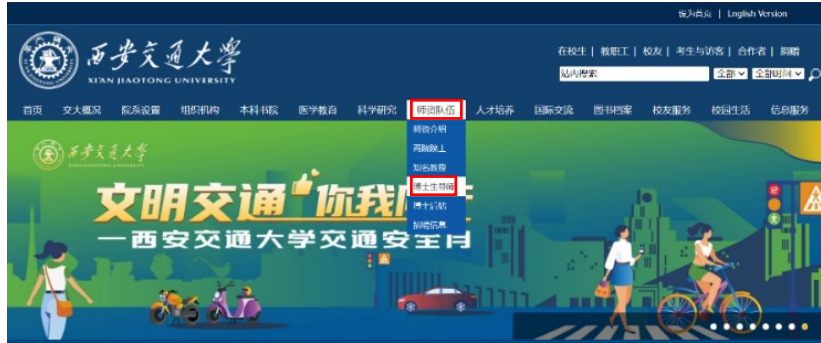 设为首页 | English Version
西安交通大学
XI'AN JIAOTONG UNIVERSITY
在校生 | 教职工 | 校友 | 考生与访客 | 合作者 | 捐赠
站内搜索 全部 全部时间
首页 交大概况 院系设置 组织机构 本科书院 医学教育 科学研究 师资队伍 人才培养 国际交流 图书档案 校友服务 校园生活 信息服务
师资介绍
两院院士
知名教授
博士生导师
博士后站
招聘信息
西安交通大学
文明交通 你我
一西安交通大学交通安全月